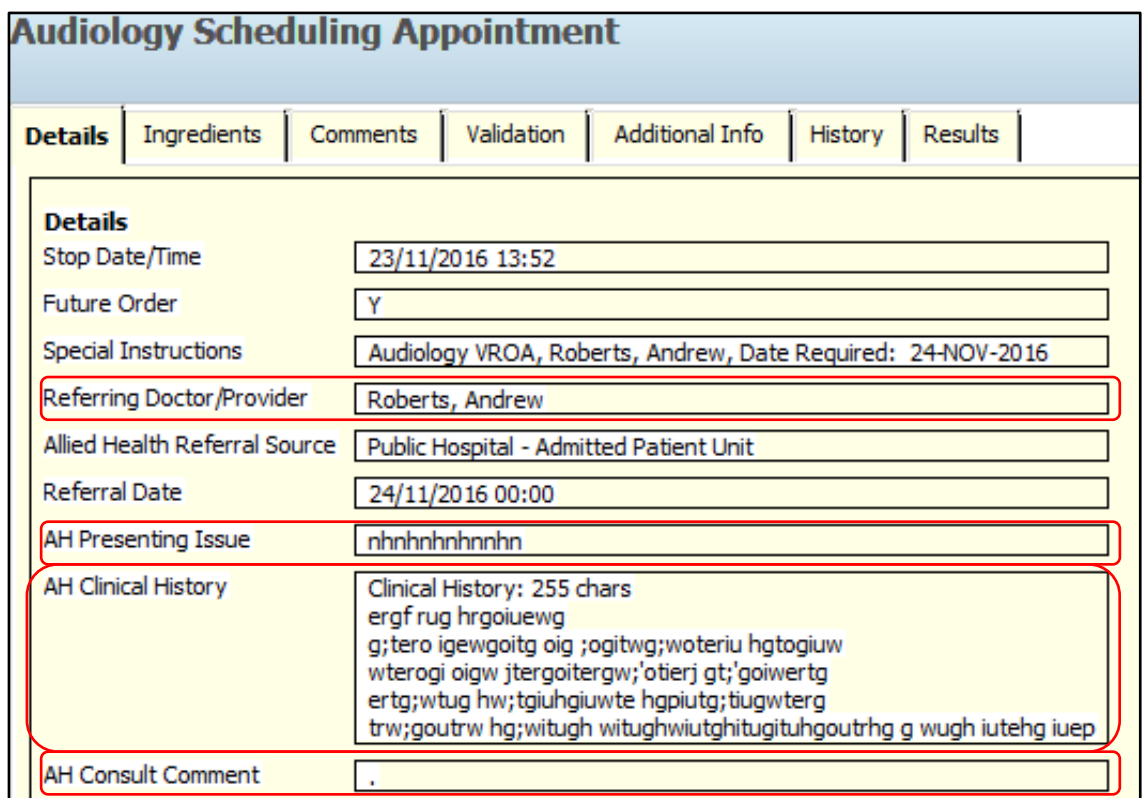 Audiology Scheduling Appointment
Details Ingredients Comments Validation Additional Info History Results
Details
Stop Date/Time 23/11/2016 13:52
Future Order Y
Special Instructions Audiology VROA, Roberts, Andrew, Date Required: 24-NOV-2016
Referring Doctor/Provider Roberts, Andrew
Allied Health Referral Source Public Hospital - Admitted Patient Unit
Referral Date 24/11/2016 00:00
AH Presenting Issue nhnhnhnhnnhn
AH Clinical History Clinical History: 255 chars
ergf rug hrgoiuewg
g;tero igewgoitg oig ;ogitwg;woteriu hgtogiuw
wterogi oigw jtergoitergw;'otierj gt;'goiwertg
ertg;wtug hw;tgiuhgiuwte hgpiutg;tiugwterg
trw;goutrw hg;witugh witughwiutghitugituhgoutrhg g wugh iutehg iuep
AH Consult Comment .